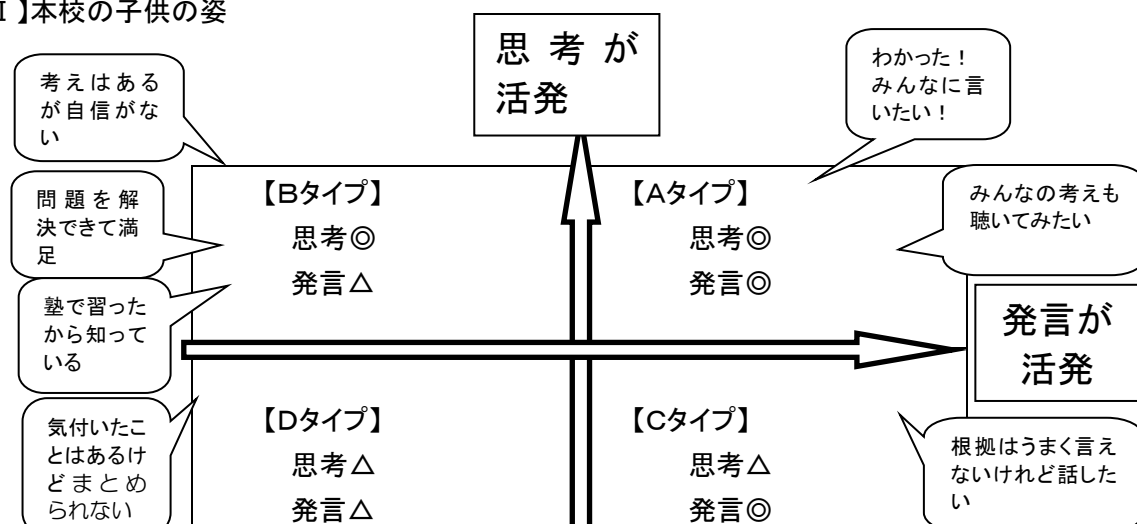 Ⅰ】本校の子供の姿
思考が
活発
考えはある
が自信がな
い
わかった！
みんなに言
いたい！
問題を解
決できて満
足
【Bタイプ】
思考◎
発言△
【Aタイプ】
思考◎
発言◎
みんなの考えも
聴いてみたい
塾で習った
から知って
いる
発言が
活発
気付いたこ
とはあるけ
どまとめ
られない
【Dタイプ】
思考△
発言△
【Cタイプ】
思考△
発言◎
根拠はうまく言え
ないけれど話した
い